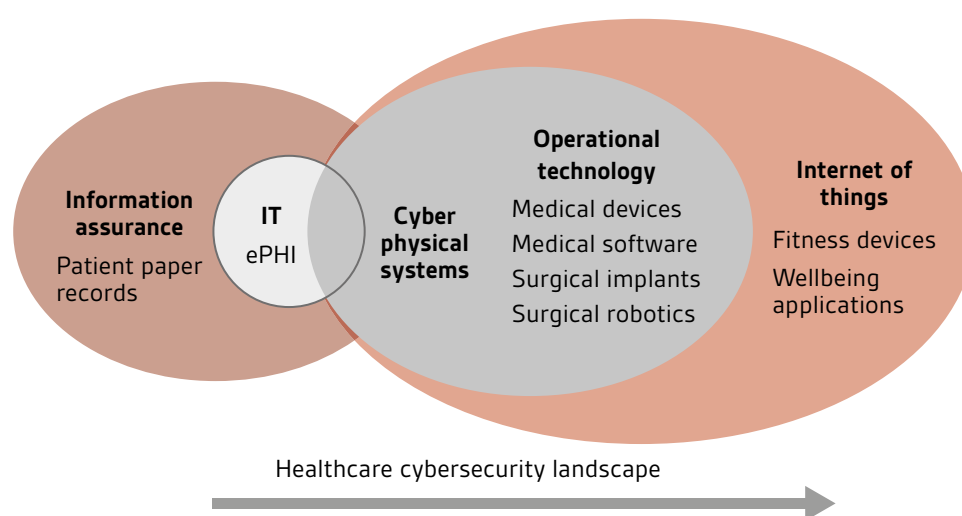 Information
assurance
Patient paper
records
IT
ePHI
Cyber
physical
systems
Operational
technology
Medical devices
Medical software
Surgical implants
Surgical robotics
Internet of
things
Fitness devices
Wellbeing
applications
Healthcare cybersecurity landscape